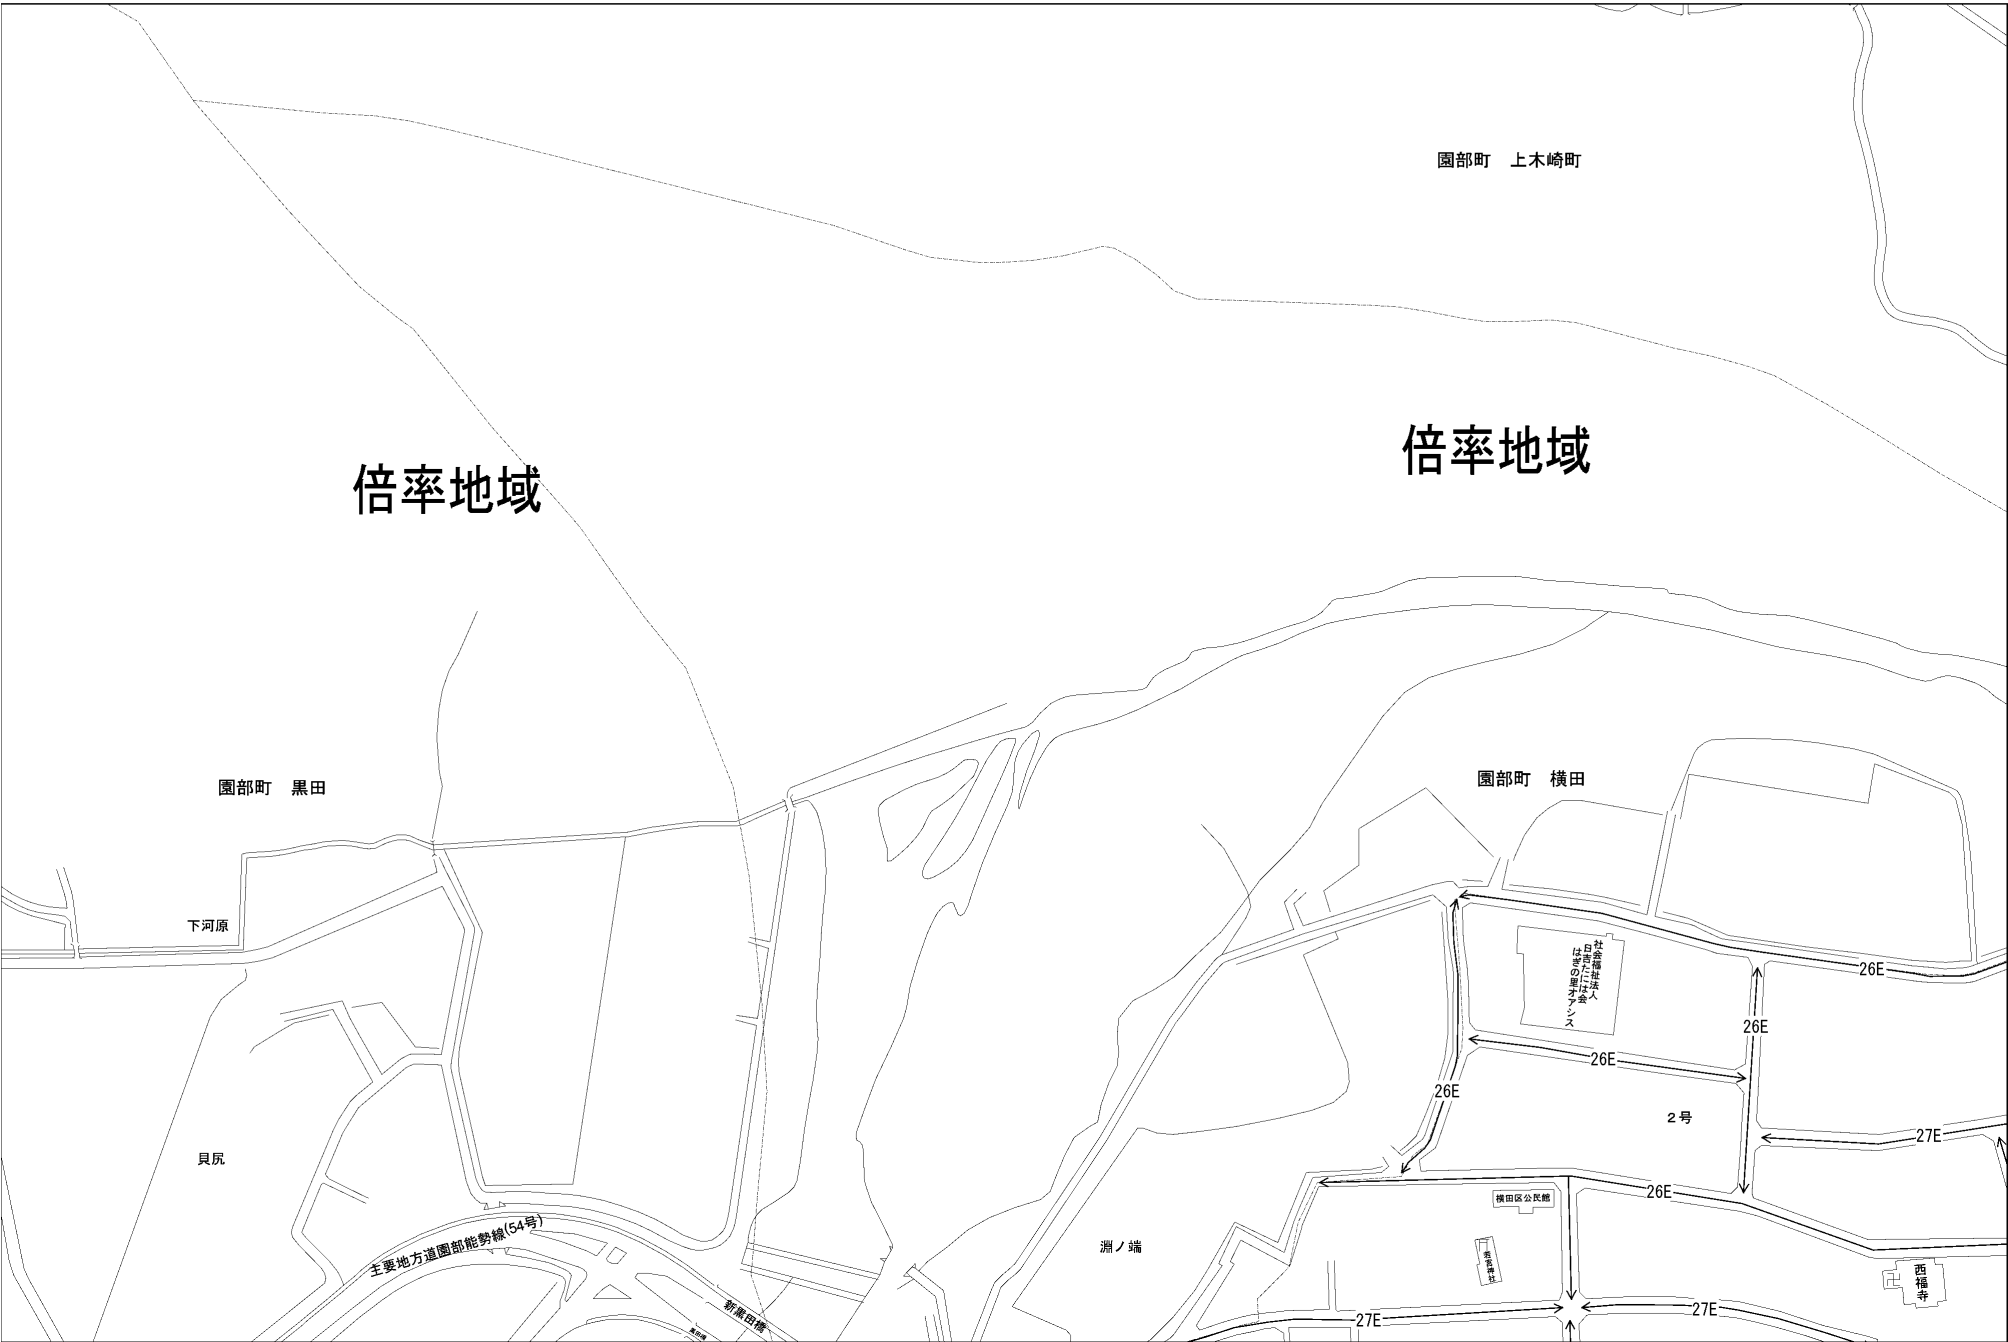 園部町　上木崎町
倍率地域
倍率地域
園部町　横田
園部町　黒田
下河原
社会福祉法人
日吉たには会
はぎの里オアシス
26E
26E
26E
26E
2号
27E
貝尻
26E
横田区公民館
主要地方道園部能勢線(54号)
淵ノ端
若宮神社
西福寺
新黒田橋
27E
27E